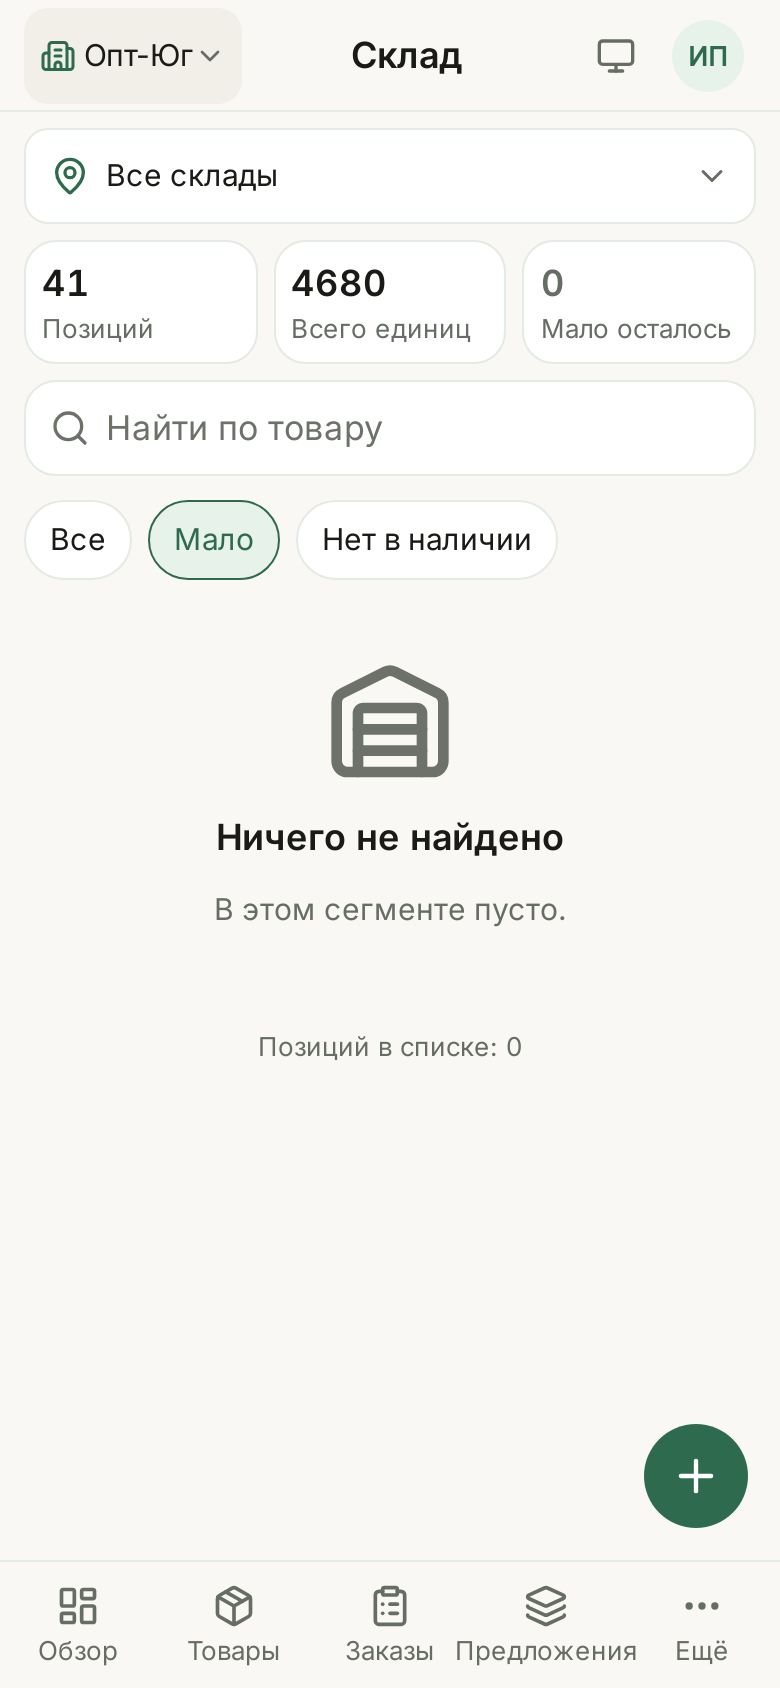 Опт-Юг
Склад
ИП
Все склады
41
Позиций
4680
Всего единиц
0
Мало осталось
Найти по товару
Все
Мало
Нет в наличии
Ничего не найдено
В этом сегменте пусто.
Позиций в списке: 0
Обзор
Товары
Заказы
Предложения
Ещё